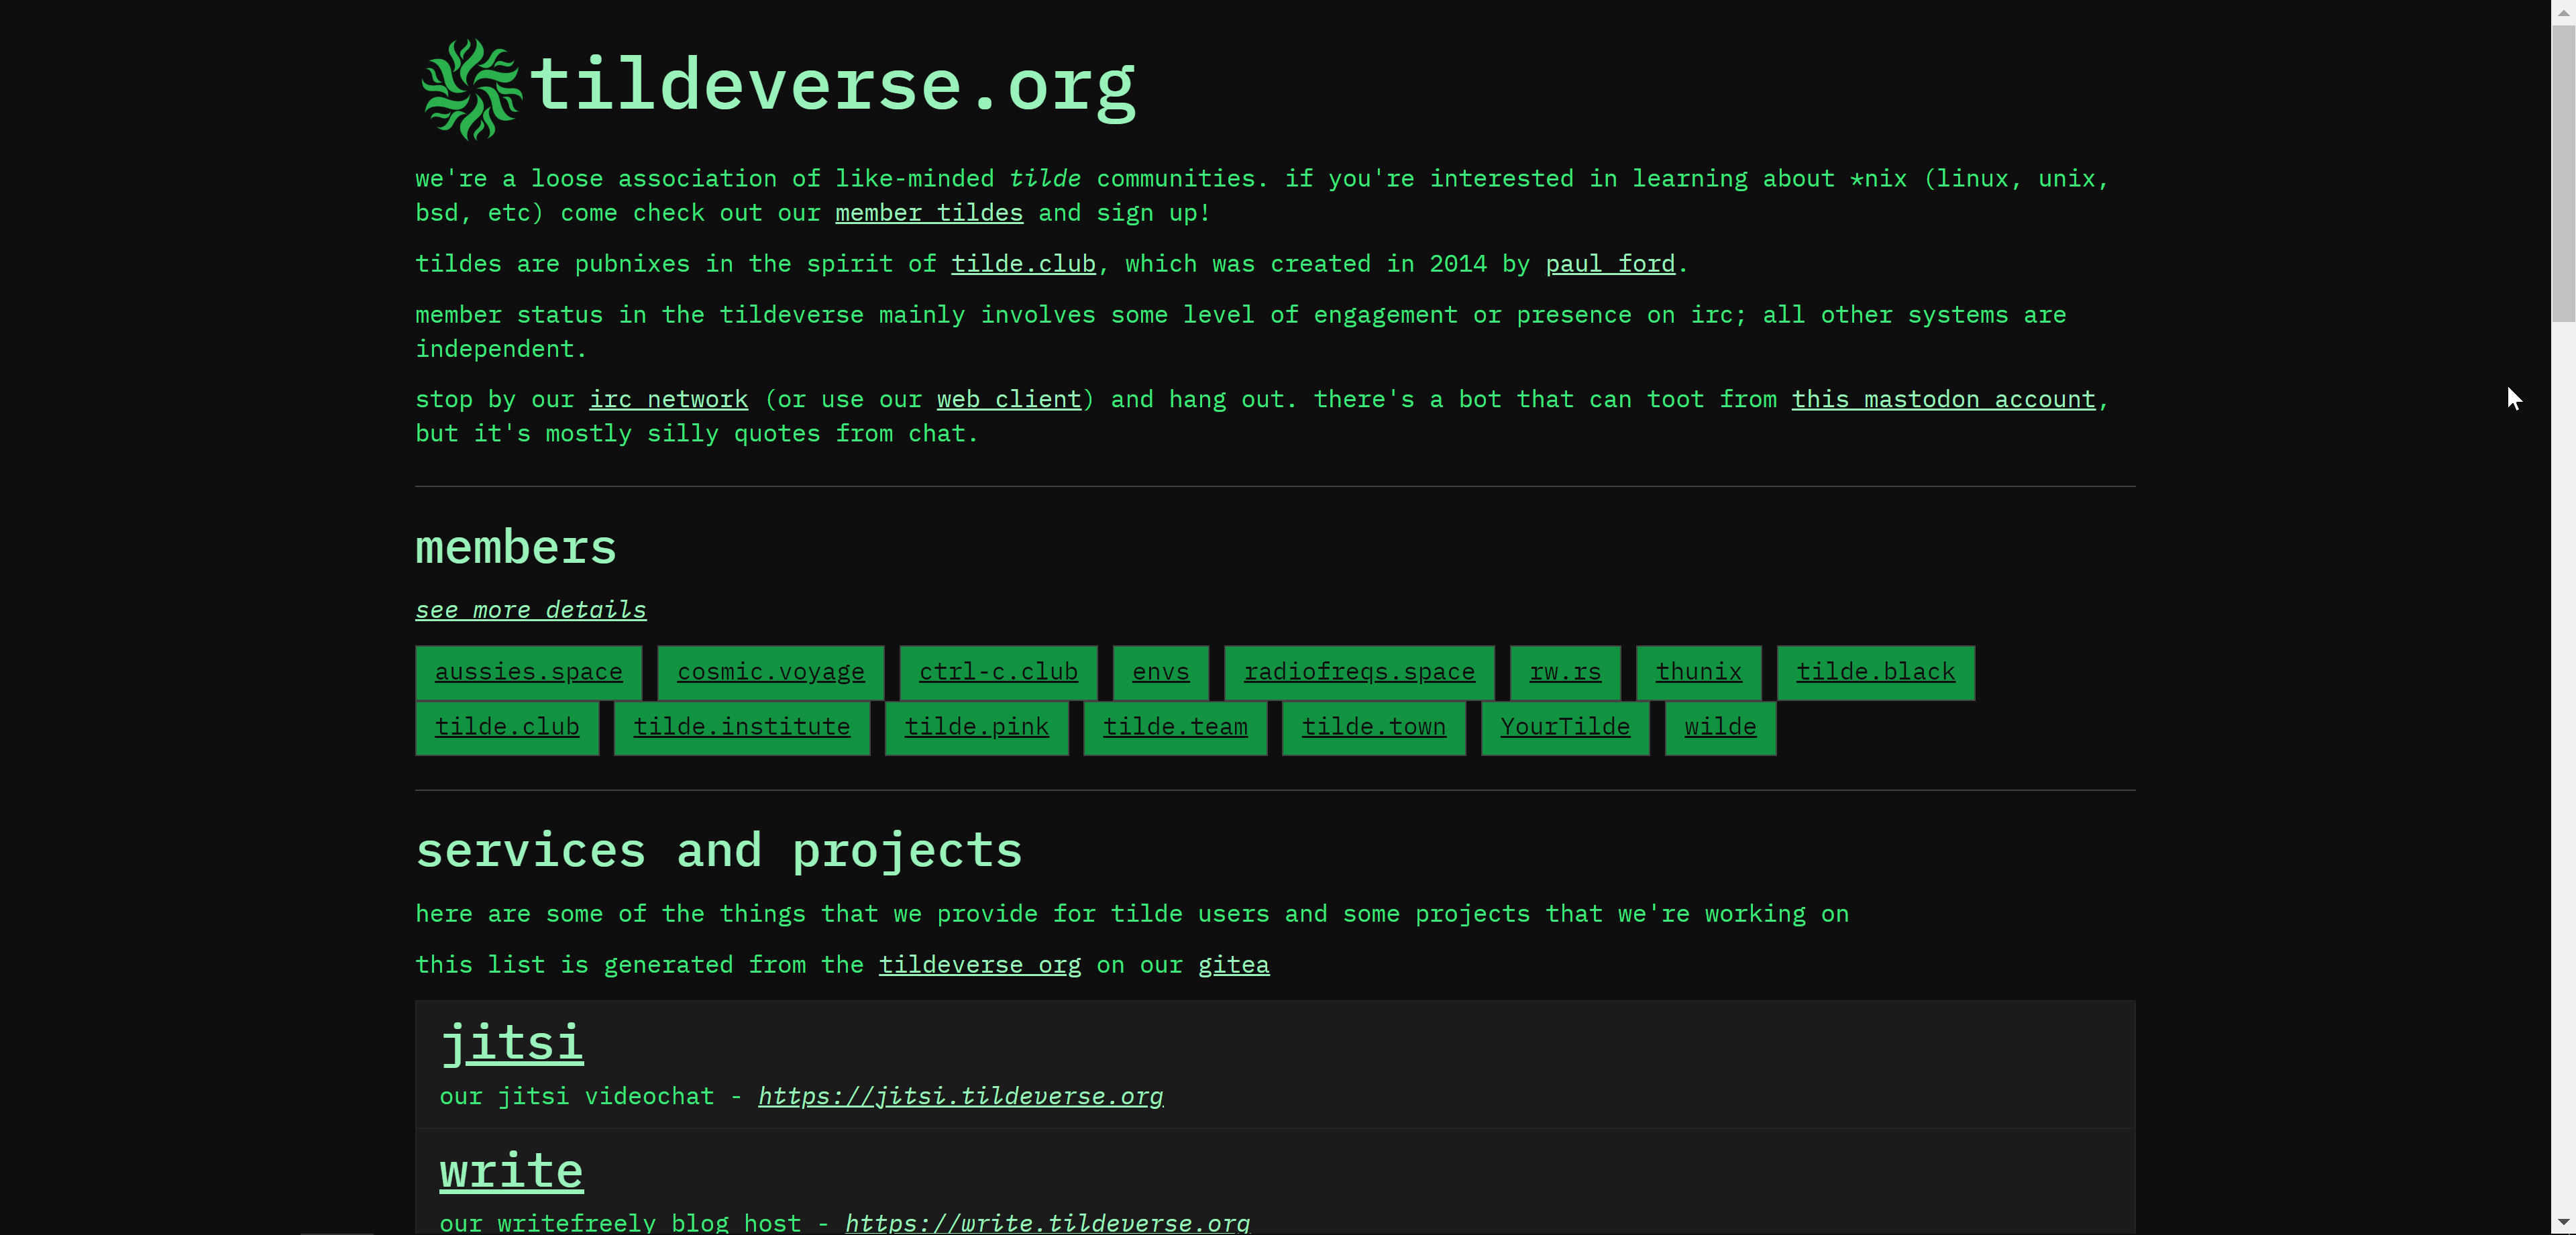 tildeverse.org
we're a loose association of like-minded tilde communities. if you're interested in learning about *nix (linux, unix,
bsd, etc) come check out our member tildes and sign up!
tildes are pubnixes in the spirit of tilde.club, which was created in 2014 by paul ford.
member status in the tildeverse mainly involves some level of engagement or presence on irc; all other systems are
independent.
stop by our irc network (or use our web client) and hang out. there's a bot that can toot from this mastodon account,
but it's mostly silly quotes from chat.
members
see more details
aussies.space cosmic.voyage ctrl-c.club envs radiofreqs.space rw.rs thunix tilde.black
tilde.club tilde.institute tilde.pink tilde.team tilde.town YourTilde wilde
services and projects
here are some of the things that we provide for tilde users and some projects that we're working on
this list is generated from the tildeverse org on our gitea
jitsi
our jitsi videochat - https://jitsi.tildeverse.org
write
our writefreely blog host - https://write.tildeverse.org